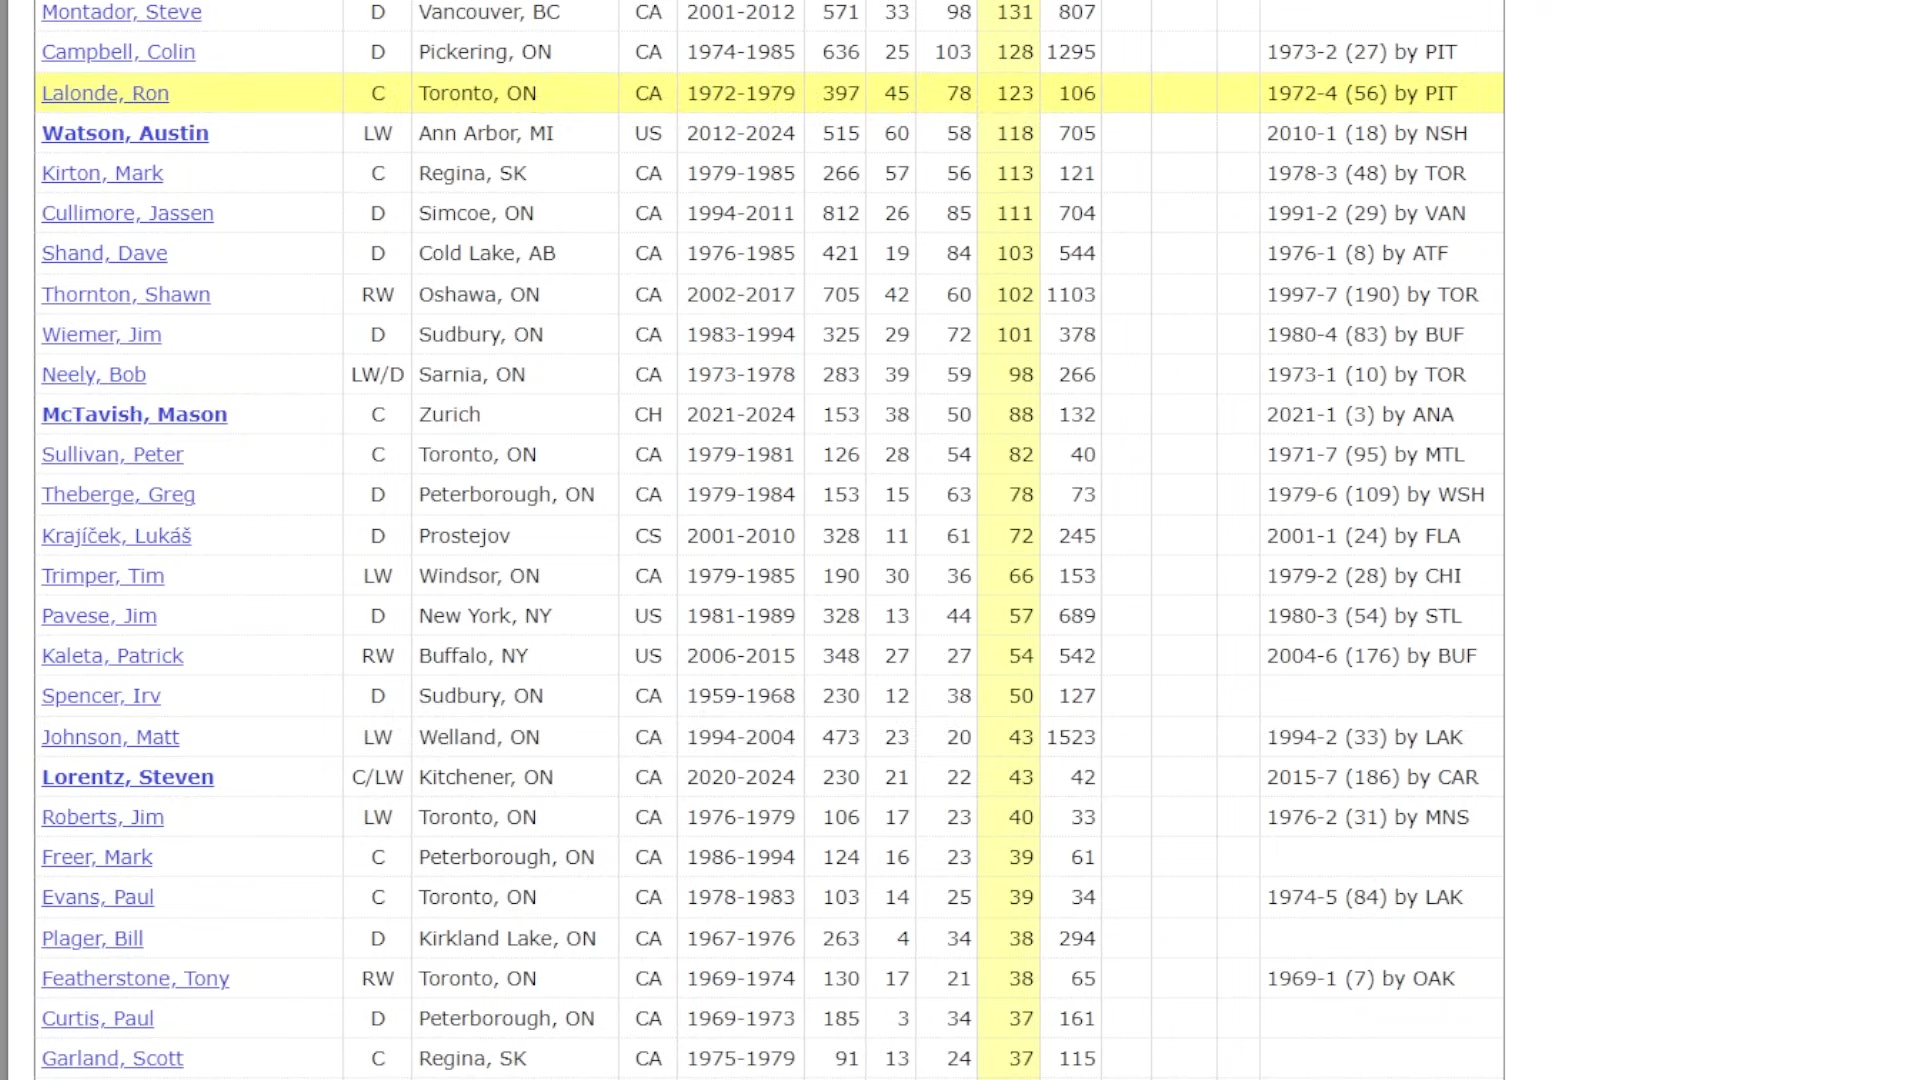 Montador, Steve D Vancouver, BC CA 2001-2012 571 33 98 131 807
Campbell, Colin D Pickering, ON CA 1974-1985 636 25 103 128 1295 1973-2 (27) by PIT
Lalonde, Ron C Toronto, ON CA 1972-1979 397 45 78 123 106 1972-4 (56) by PIT
Watson, Austin LW Ann Arbor, MI US 2012-2024 515 60 58 118 705 2010-1 (18) by NSH
Kirton, Mark C Regina, SK CA 1979-1985 266 57 56 113 121 1978-3 (48) by TOR
Cullimore, Jassen D Simcoe, ON CA 1994-2011 812 26 85 111 704 1991-2 (29) by VAN
Shand, Dave D Cold Lake, AB CA 1976-1985 421 19 84 103 544 1976-1 (8) by ATF
Thornton, Shawn RW Oshawa, ON CA 2002-2017 705 42 60 102 1103 1997-7 (190) by TOR
Wiemer, Jim D Sudbury, ON CA 1983-1994 325 29 72 101 378 1980-4 (83) by BUF
Neely, Bob LW/D Sarnia, ON CA 1973-1978 283 39 59 98 266 1973-1 (10) by TOR
McTavish, Mason C Zurich CH 2021-2024 153 38 50 88 132 2021-1 (3) by ANA
Sullivan, Peter C Toronto, ON CA 1979-1981 126 28 54 82 40 1971-7 (95) by MTL
Theberge, Greg D Peterborough, ON CA 1979-1984 153 15 63 78 73 1979-6 (109) by WSH
Krajíček, Lukáš D Prostejov CS 2001-2010 328 11 61 72 245 2001-1 (24) by FLA
Trimper, Tim LW Windsor, ON CA 1979-1985 190 30 36 66 153 1979-2 (28) by CHI
Pavese, Jim D New York, NY US 1981-1989 328 13 44 57 689 1980-3 (54) by STL
Kaleta, Patrick RW Buffalo, NY US 2006-2015 348 27 27 54 542 2004-6 (176) by BUF
Spencer, Irv D Sudbury, ON CA 1959-1968 230 12 38 50 127
Johnson, Matt LW Welland, ON CA 1994-2004 473 23 20 43 1523 1994-2 (33) by LAK
Lorentz, Steven C/LW Kitchener, ON CA 2020-2024 230 21 22 43 42 2015-7 (186) by CAR
Roberts, Jim LW Toronto, ON CA 1976-1979 106 17 23 40 33 1976-2 (31) by MNS
Freer, Mark C Peterborough, ON CA 1986-1994 124 16 23 39 61
Evans, Paul C Toronto, ON CA 1978-1983 103 14 25 39 34 1974-5 (84) by LAK
Plager, Bill D Kirkland Lake, ON CA 1967-1976 263 4 34 38 294
Featherstone, Tony RW Toronto, ON CA 1969-1974 130 17 21 38 65 1969-1 (7) by OAK
Curtis, Paul D Peterborough, ON CA 1969-1973 185 3 34 37 161
Garland, Scott C Regina, SK CA 1975-1979 91 13 24 37 115